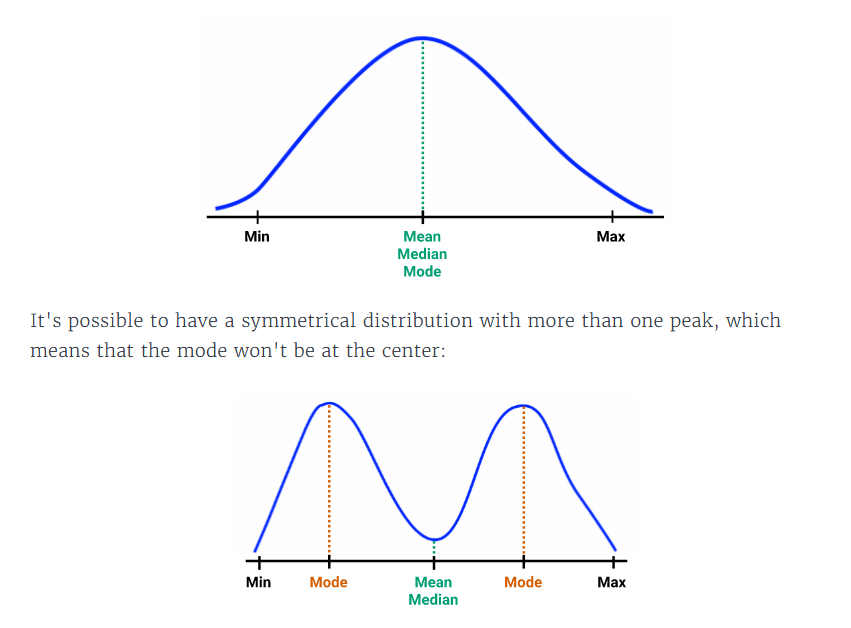 Min Mean Max
Median
Mode
It's possible to have a symmetrical distribution with more than one peak, which
means that the mode won't be at the center:
Min Mode Mean Mode Max
Median